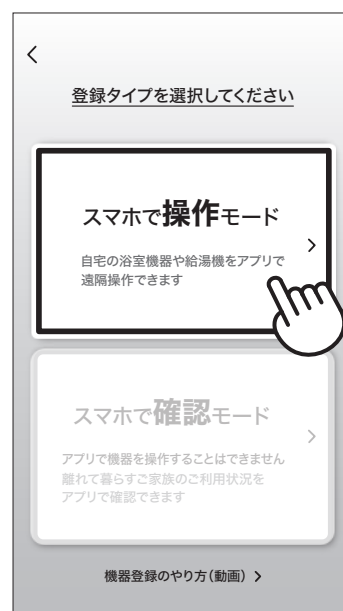 登録タイプを選択してください
スマホで操作モード
自宅の浴室機器や給湯機をアプリで
遠隔操作できます
スマホで確認モード
アプリで機器を操作することはできません
離れて暮らすご家族のご利用状況を
アプリで確認できます
機器登録のやり方(動画)